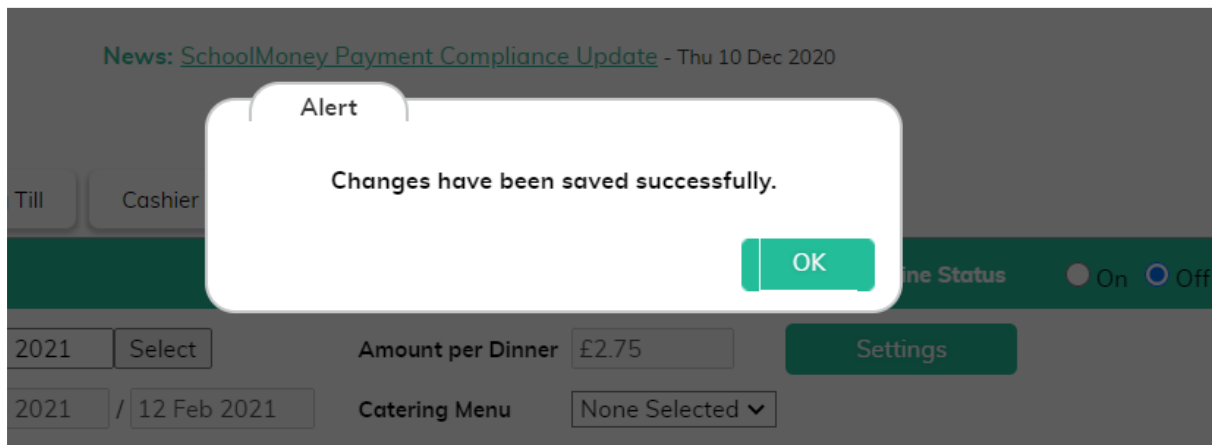 News: SchoolMoney Payment Compliance Update - Thu 10 Dec 2020
Alert
Changes have been saved successfully.
OK
Till Cashier
ine Status On Off
2021 Select Amount per Dinner £2.75 Settings
2021 / 12 Feb 2021 Catering Menu None Selected